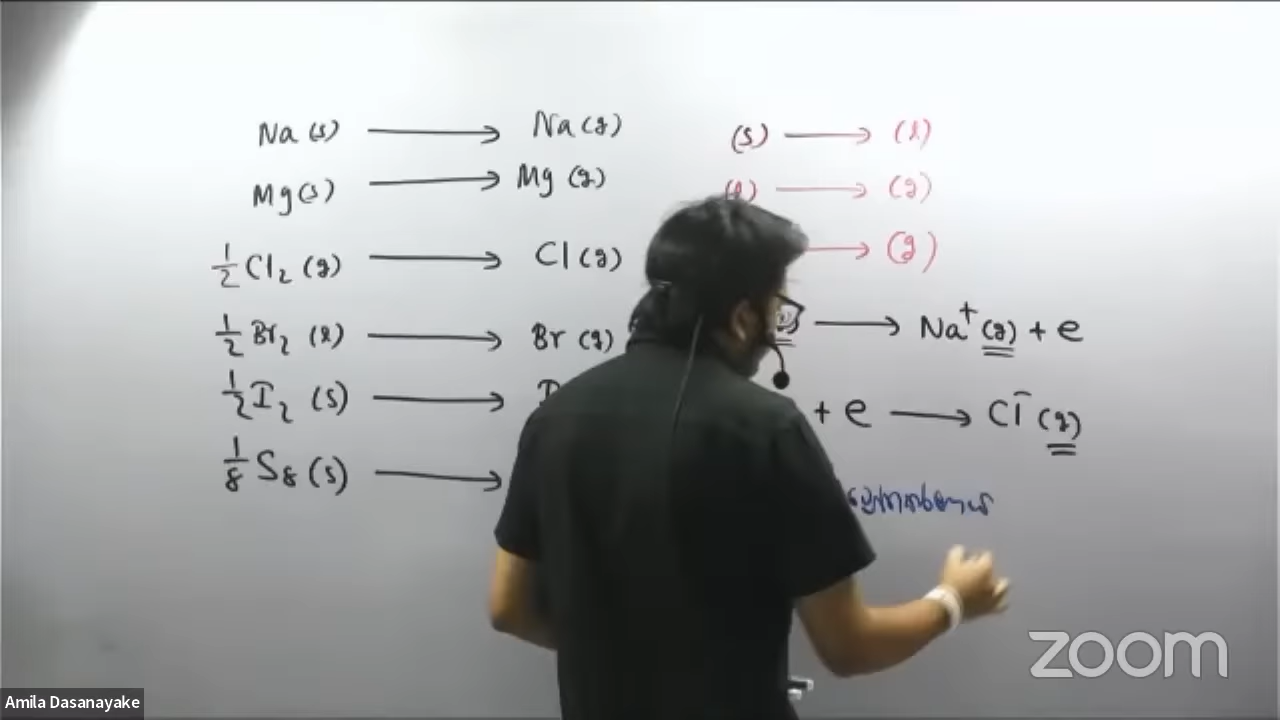 Na (s) ⟶ Na (g)
Mg (s) ⟶ Mg (g)
½ Cl₂ (g) ⟶ Cl (g)
½ Br₂ (l) ⟶ Br (g)
½ I₂ (s) ⟶
⅛ S₈ (s) ⟶
(s) ⟶ (l)
(l) ⟶ (g)
⟶ (g)
⟶ Na⁺ (g) + e
+ e ⟶ Cl⁻ (g)
zoom
Amila Dasanayake